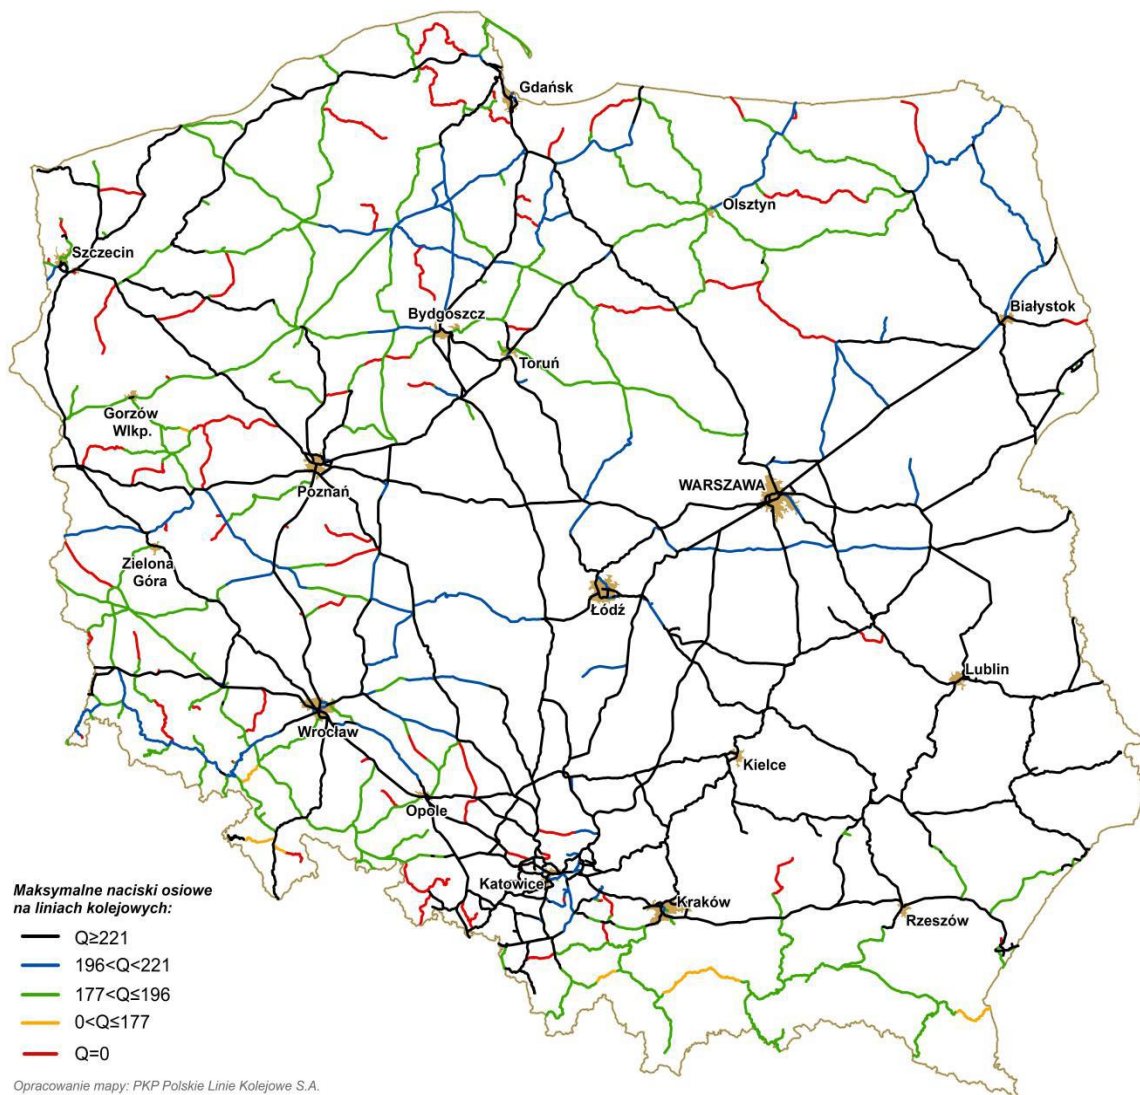 Gdańsk
Olsztyn
Szczecin
Białystok
Bydgoszcz
Toruń
Gorzów
Wlkp.
WARSZAWA
Poznań
Zielona
Góra
Łódź
Lublin
Wrocław
Kielce
Opole
Katowice
Kraków
Rzeszów
Maksymalne naciski osiowe
na liniach kolejowych:
Q≥221
196<Q<221
177<Q≤196
0<Q≤177
Q=0
Opracowanie mapy: PKP Polskie Linie Kolejowe S.A.